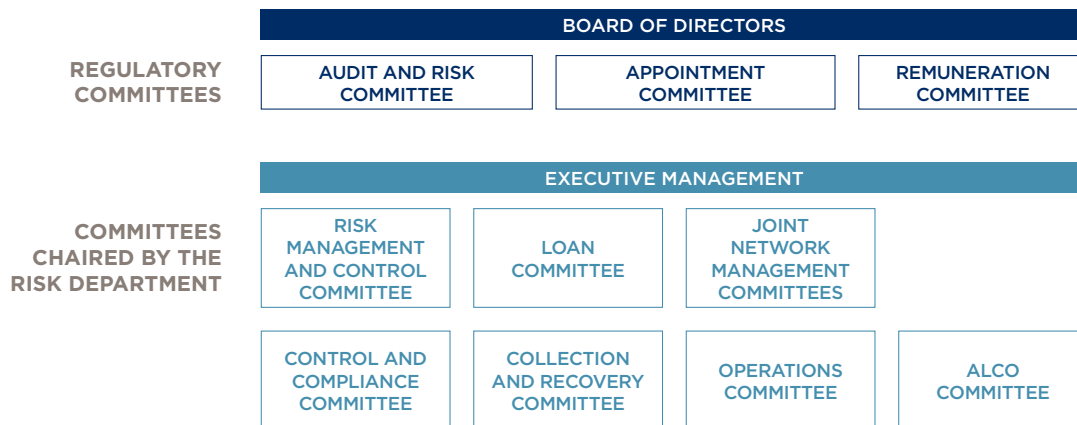 BOARD OF DIRECTORS
REGULATORY
COMMITTEES
AUDIT AND RISK
COMMITTEE
APPOINTMENT
COMMITTEE
REMUNERATION
COMMITTEE
EXECUTIVE MANAGEMENT
COMMITTEES
CHAIRED BY THE
RISK DEPARTMENT
RISK
MANAGEMENT
AND CONTROL
COMMITTEE
LOAN
COMMITTEE
JOINT
NETWORK
MANAGEMENT
COMMITTEES
CONTROL AND
COMPLIANCE
COMMITTEE
COLLECTION
AND RECOVERY
COMMITTEE
OPERATIONS
COMMITTEE
ALCO
COMMITTEE